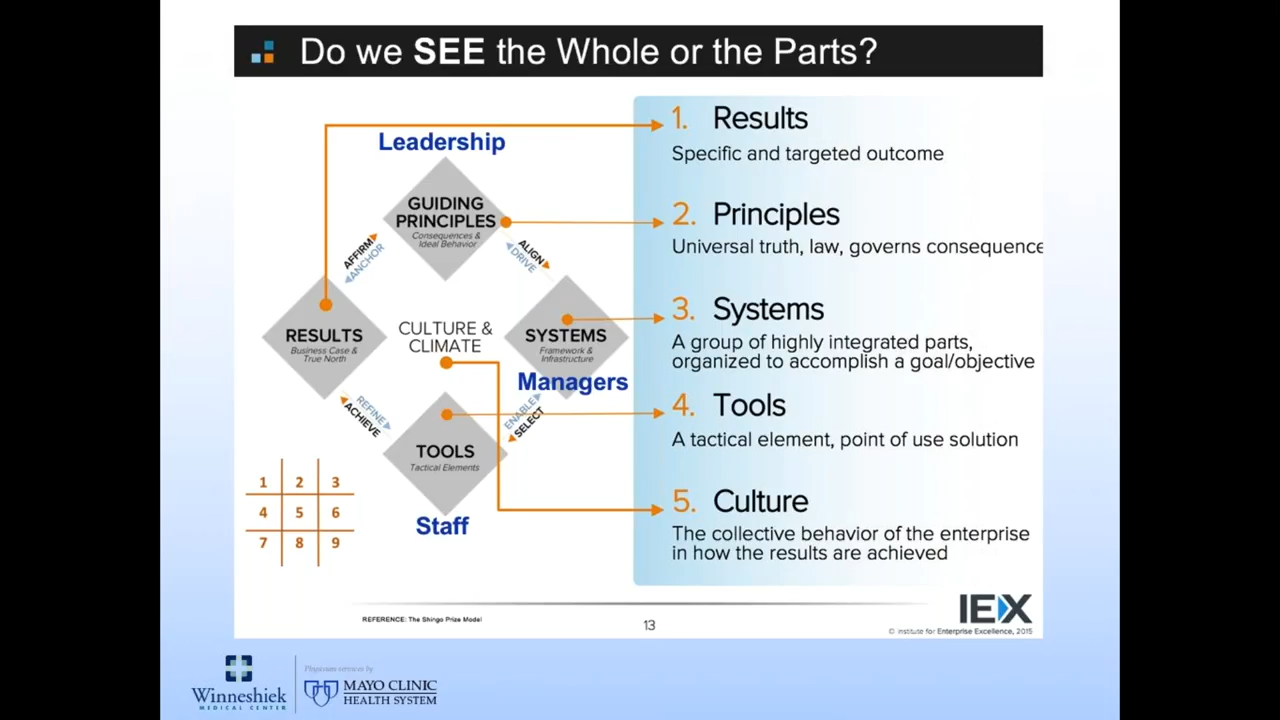 Do we SEE the Whole or the Parts?
Leadership
GUIDING
PRINCIPLES
Consequences &
Ideal Behavior
AFFIRM
ANCHOR
ALIGN
DRIVE
RESULTS
Business Case &
True North
CULTURE &
CLIMATE
SYSTEMS
Framework &
Infrastructure
Managers
REFINE
ACHIEVE
ENABLE
SELECT
TOOLS
Tactical Elements
Staff
1 2 3
4 5 6
7 8 9
1. Results
Specific and targeted outcome
2. Principles
Universal truth, law, governs consequence
3. Systems
A group of highly integrated parts,
organized to accomplish a goal/objective
4. Tools
A tactical element, point of use solution
5. Culture
The collective behavior of the enterprise
in how the results are achieved
REFERENCE: The Shingo Prize Model
13
IEX
© Institute for Enterprise Excellence, 2015
Winneshiek
MEDICAL CENTER
Physician services by
MAYO CLINIC
HEALTH SYSTEM